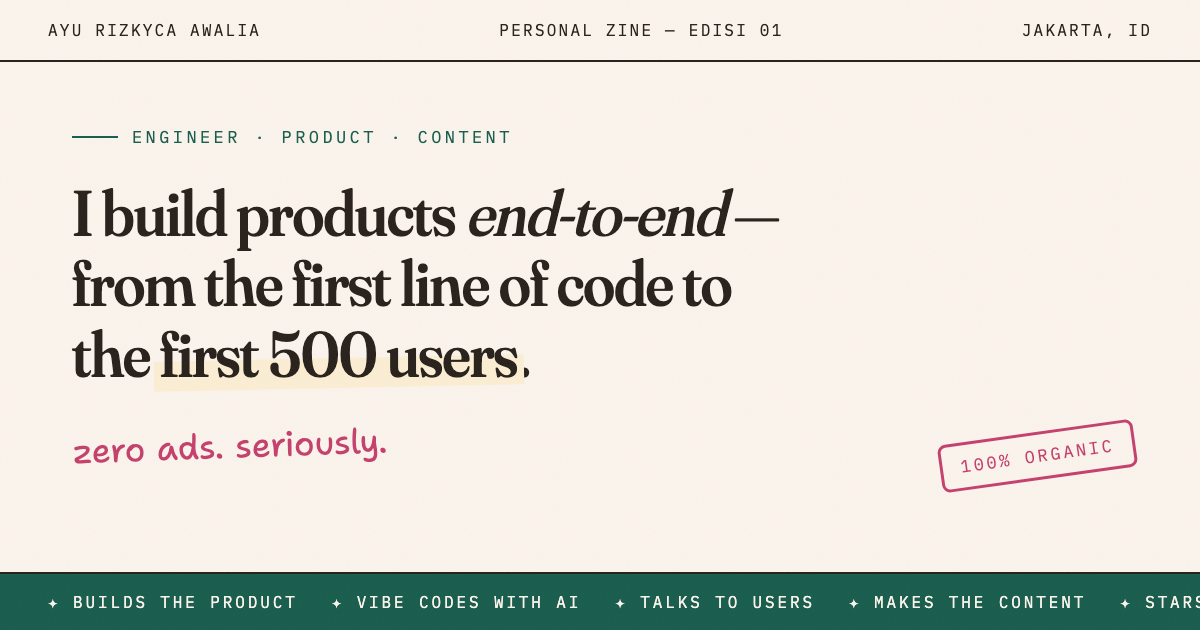 AYU RIZKYCA AWALIA
PERSONAL ZINE — EDISI 01
JAKARTA, ID
ENGINEER · PRODUCT · CONTENT
I build products end-to-end—
from the first line of code to
the first 500 users.
zero ads. seriously.
100% ORGANIC
✦ BUILDS THE PRODUCT ✦ VIBE CODES WITH AI ✦ TALKS TO USERS ✦ MAKES THE CONTENT ✦ STARS